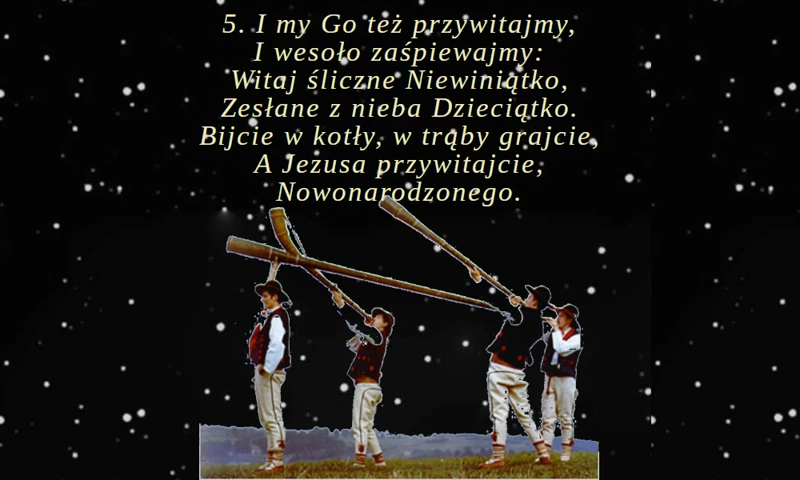 5. I my Go też przywitajmy,
I wesoło zaśpiewajmy:
Witaj śliczne Niewiniątko,
Zesłane z nieba Dzieciątko.
Bijcie w kotły, w trąby grajcie,
A Jezusa przywitajcie,
Nowonarodzonego.